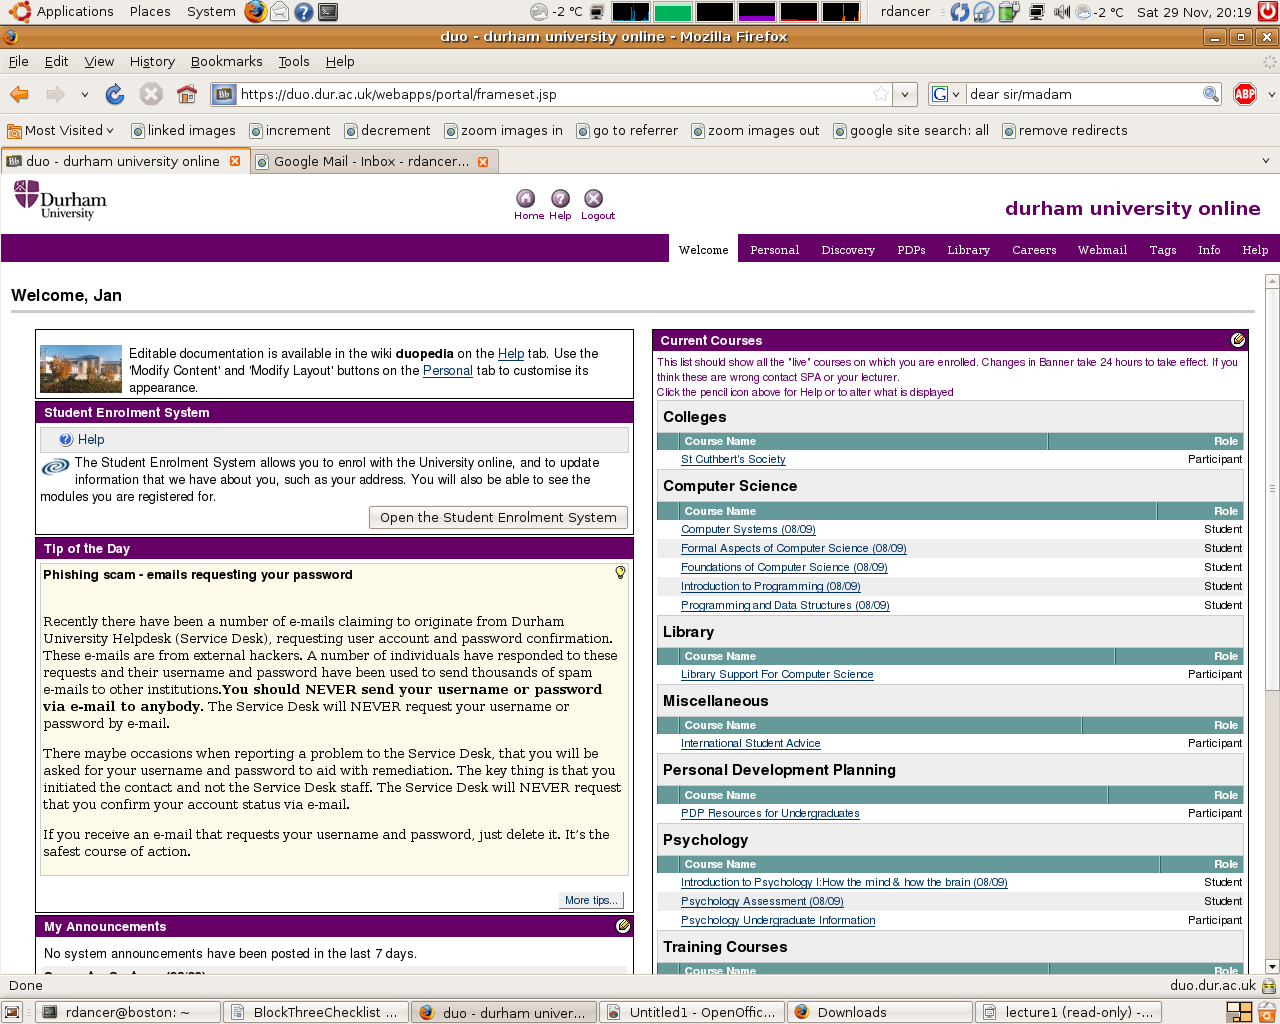 Applications Places System -2 °C rdancer -2 °C Sat 29 Nov, 20:19
duo - durham university online - Mozilla Firefox
File Edit View History Bookmarks Tools Help
https://duo.dur.ac.uk/webapps/portal/frameset.jsp dear sir/madam ABP
Most Visited linked images increment decrement zoom images in go to referrer zoom images out google site search: all remove redirects
duo - durham university online Google Mail - Inbox - rdancer...
Durham University
Home Help Logout
durham university online
Welcome Personal Discovery PDPs Library Careers Webmail Tags Info Help
Welcome, Jan
Editable documentation is available in the wiki duopedia on the Help tab. Use the
'Modify Content' and 'Modify Layout' buttons on the Personal tab to customise its
appearance.
Student Enrolment System
Help
The Student Enrolment System allows you to enrol with the University online, and to update
information that we have about you, such as your address. You will also be able to see the
modules you are registered for.
Open the Student Enrolment System
Tip of the Day
Phishing scam - emails requesting your password
Recently there have been a number of e-mails claiming to originate from Durham
University Helpdesk (Service Desk), requesting user account and password confirmation.
These e-mails are from external hackers. A number of individuals have responded to these
requests and their username and password have been used to send thousands of spam
e-mails to other institutions.You should NEVER send your username or password
via e-mail to anybody. The Service Desk will NEVER request your username or
password by e-mail.
There maybe occasions when reporting a problem to the Service Desk, that you will be
asked for your username and password to aid with remediation. The key thing is that you
initiated the contact and not the Service Desk staff. The Service Desk will NEVER request
that you confirm your account status via e-mail.
If you receive an e-mail that requests your username and password, just delete it. It's the
safest course of action.
More tips...
My Announcements
No system announcements have been posted in the last 7 days.
Current Courses
This list should show all the "live" courses on which you are enrolled. Changes in Banner take 24 hours to take effect. If you
think these are wrong contact SPA or your lecturer.
Click the pencil icon above for Help or to alter what is displayed
Colleges
Course Name Role
St Cuthbert's Society Participant
Computer Science
Course Name Role
Computer Systems (08/09) Student
Formal Aspects of Computer Science (08/09) Student
Foundations of Computer Science (08/09) Student
Introduction to Programming (08/09) Student
Programming and Data Structures (08/09) Student
Library
Course Name Role
Library Support For Computer Science Participant
Miscellaneous
Course Name Role
International Student Advice Participant
Personal Development Planning
Course Name Role
PDP Resources for Undergraduates Participant
Psychology
Course Name Role
Introduction to Psychology I:How the mind & how the brain (08/09) Student
Psychology Assessment (08/09) Student
Psychology Undergraduate Information Participant
Training Courses
Course Name Role
Done duo.dur.ac.uk
rdancer@boston: ~ BlockThreeChecklist ... duo - durham univer... Untitled1 - OpenOffic... Downloads lecture1 (read-only) -...